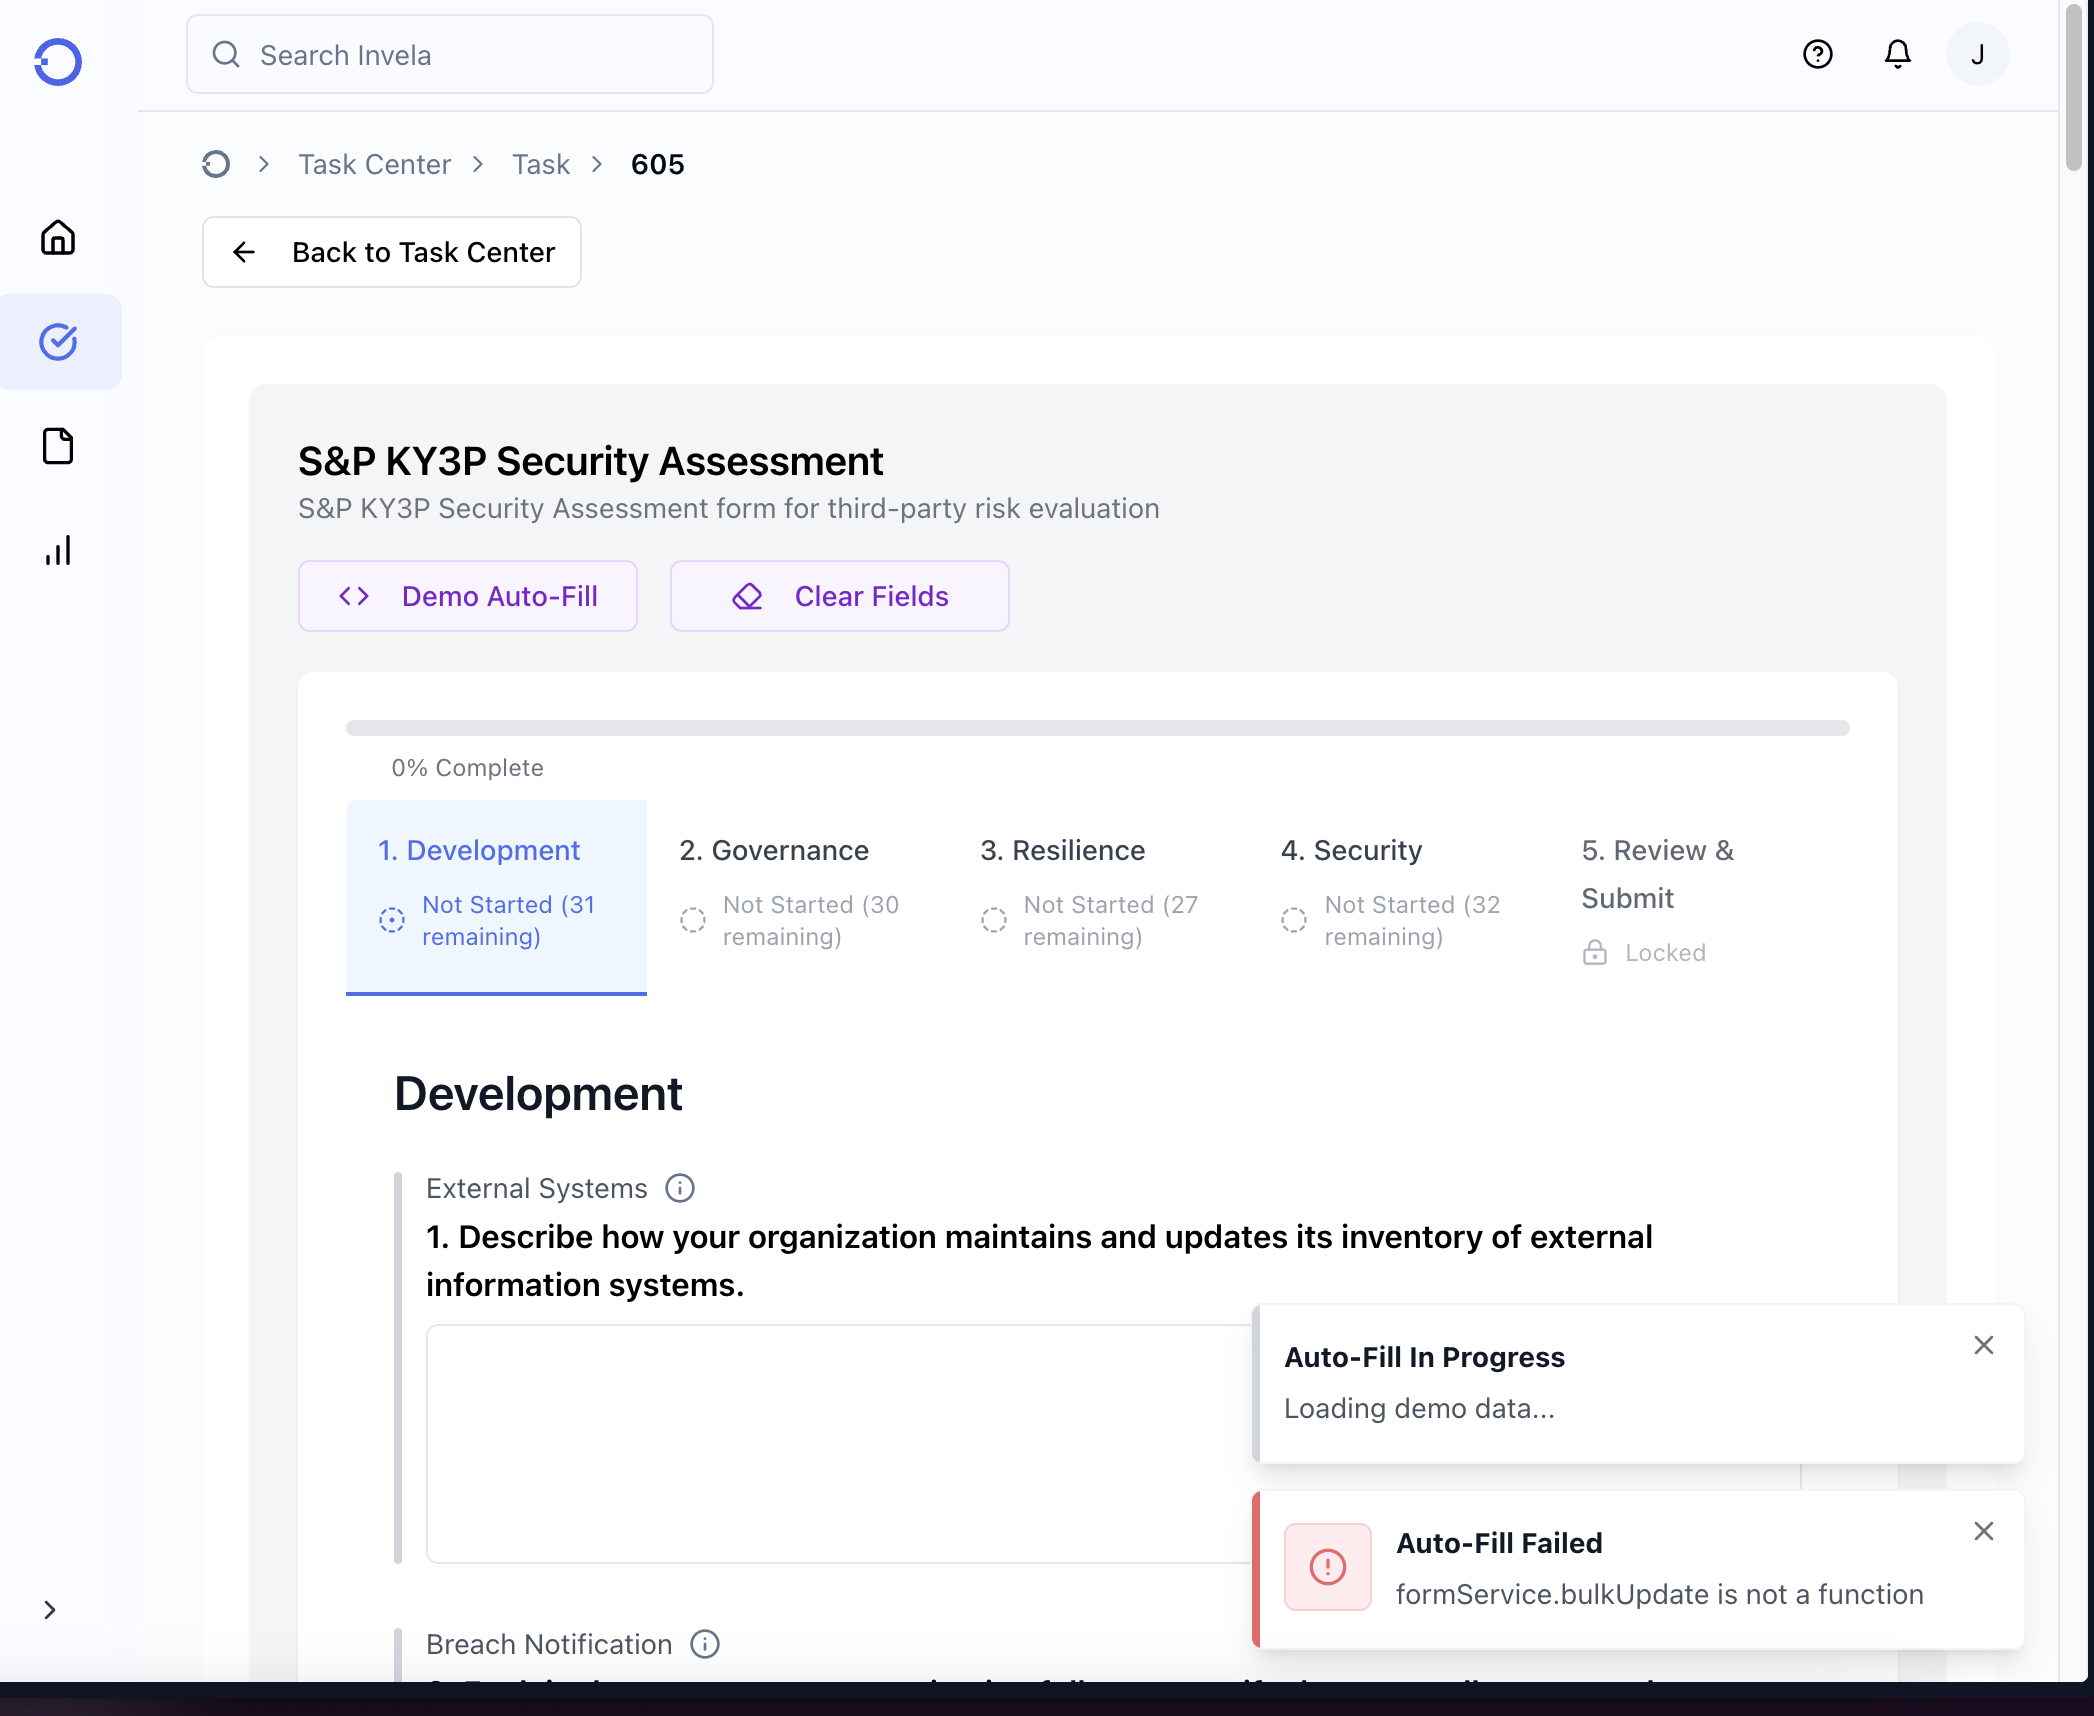 Search Invela
J
Task Center
Task
605
Back to Task Center
S&P KY3P Security Assessment
S&P KY3P Security Assessment form for third-party risk evaluation
Demo Auto-Fill
Clear Fields
0% Complete
1. Development
Not Started (31
remaining)
2. Governance
Not Started (30
remaining)
3. Resilience
Not Started (27
remaining)
4. Security
Not Started (32
remaining)
5. Review &
Submit
Locked
Development
External Systems
1. Describe how your organization maintains and updates its inventory of external
information systems.
Auto-Fill In Progress
Loading demo data...
Auto-Fill Failed
formService.bulkUpdate is not a function
Breach Notification